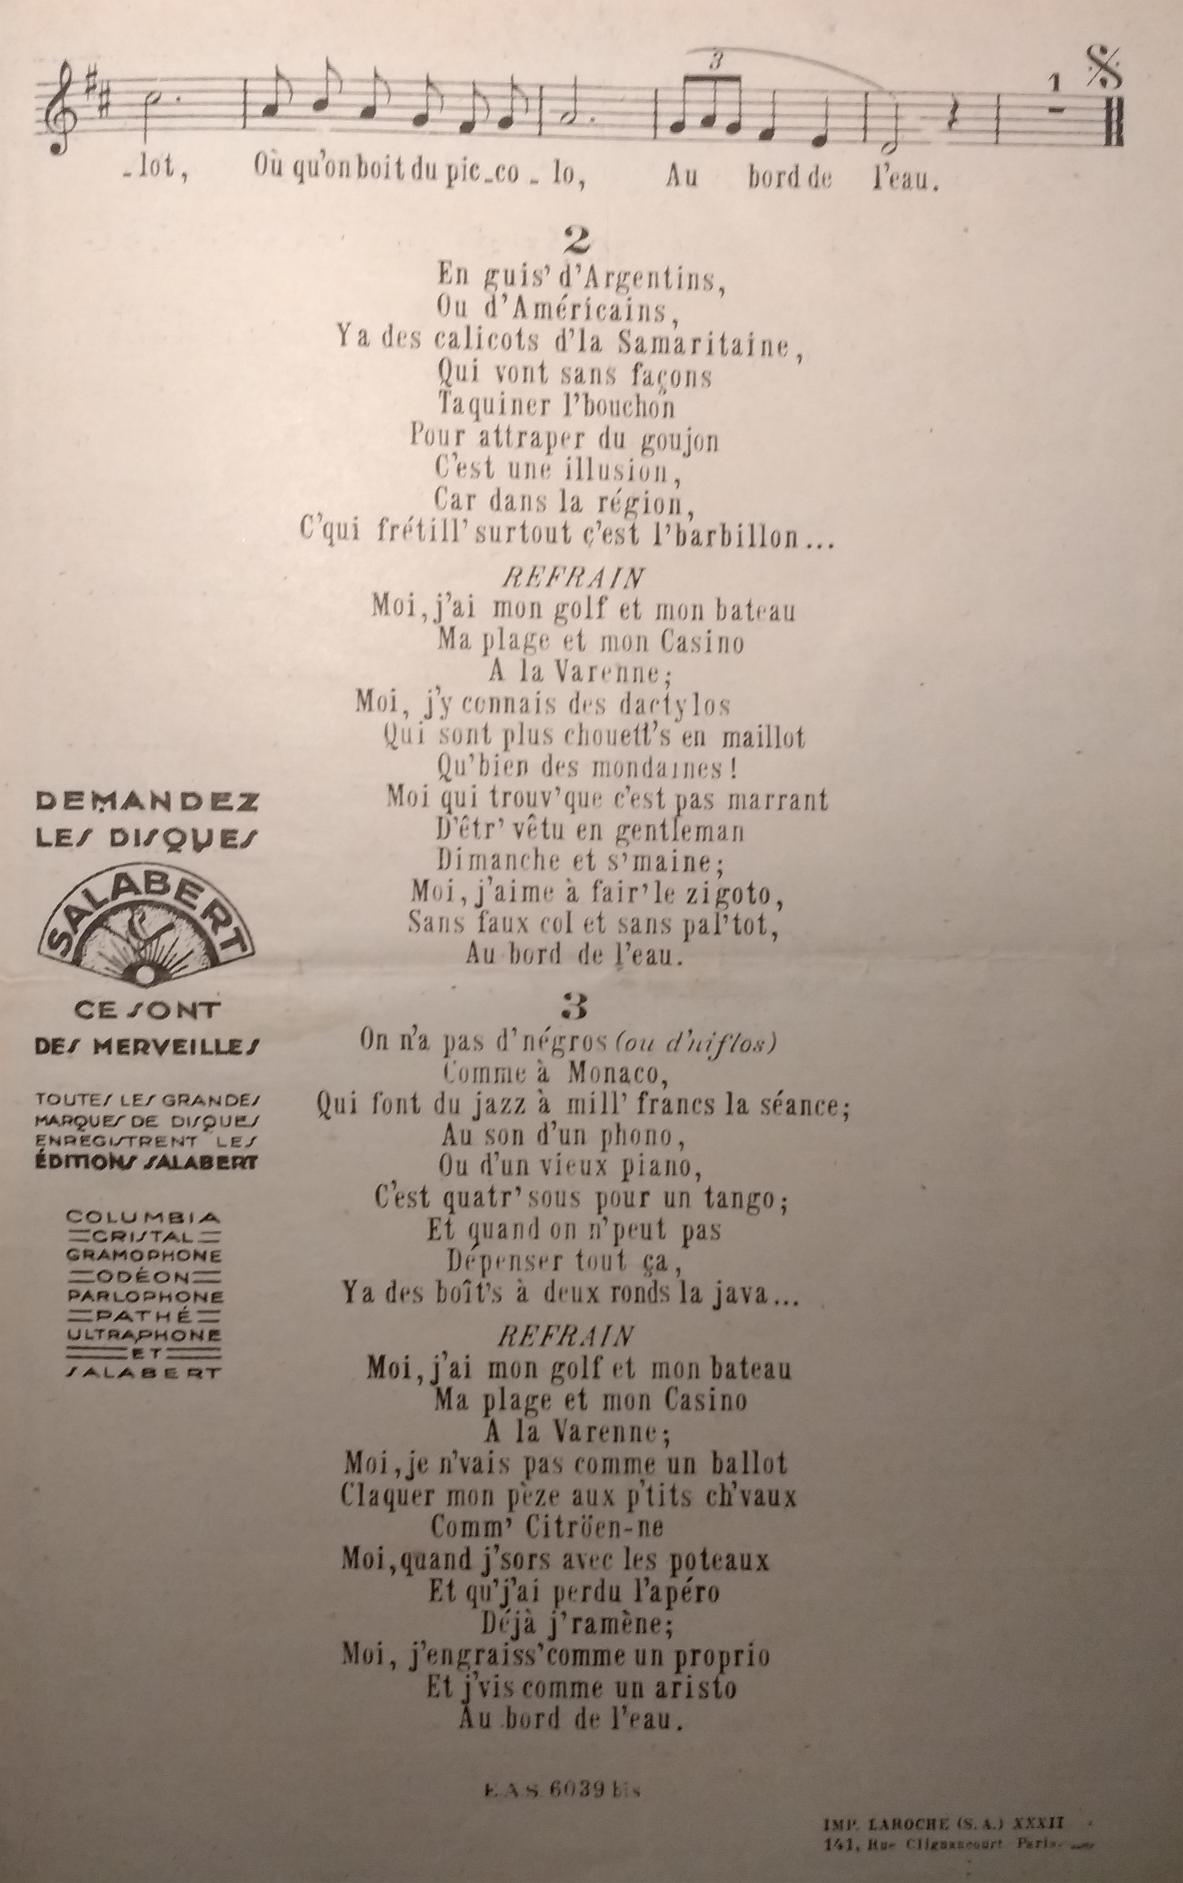 3
1
-lot, Où qu'on boit du pic-co-lo, Au bord de l'eau.
2
En guis' d'Argentins,
Ou d'Américains,
Ya des calicots d'la Samaritaine,
Qui vont sans façons
Taquiner l'bouchon
Pour attraper du goujon
C'est une illusion,
Car dans la région,
C'qui frétill' surtout ç'est l'barbillon...
REFRAIN
Moi, j'ai mon golf et mon bateau
Ma plage et mon Casino
A la Varenne;
Moi, j'y connais des dactylos
Qui sont plus chouett's en maillot
Qu'bien des mondaines!
Moi qui trouv'que c'est pas marrant
D'êtr' vêtu en gentleman
Dimanche et s'maine;
Moi, j'aime à fair'le zigoto,
Sans faux col et sans pal'tot,
Au bord de l'eau.
3
On n'a pas d'négros (ou d'niflos)
Comme à Monaco,
Qui font du jazz à mill' francs la séance;
Au son d'un phono,
Ou d'un vieux piano,
C'est quatr' sous pour un tango;
Et quand on n'peut pas
Dépenser tout ça,
Ya des boît's à deux ronds la java...
REFRAIN
Moi, j'ai mon golf et mon bateau
Ma plage et mon Casino
A la Varenne;
Moi, je n'vais pas comme un ballot
Claquer mon pèze aux p'tits ch'vaux
Comm' Citröen-ne
Moi, quand j'sors avec les poteaux
Et qu'j'ai perdu l'apéro
Déjà j'ramène;
Moi, j'engraiss'comme un proprio
Et j'vis comme un aristo
Au bord de l'eau.
DEMANDEZ
LES DISQUES
SALABERT
CE SONT
DES MERVEILLES
TOUTES LES GRANDES
MARQUES DE DISQUES
ENREGISTRENT LES
ÉDITIONS SALABERT
COLUMBIA
CRISTAL
GRAMOPHONE
ODÉON
PARLOPHONE
PATHÉ
ULTRAPHONE
ET
SALABERT
E.A.S. 6039 bis
IMP. LAROCHE (S.A.) XXXII
141, Rue Clignancourt Paris